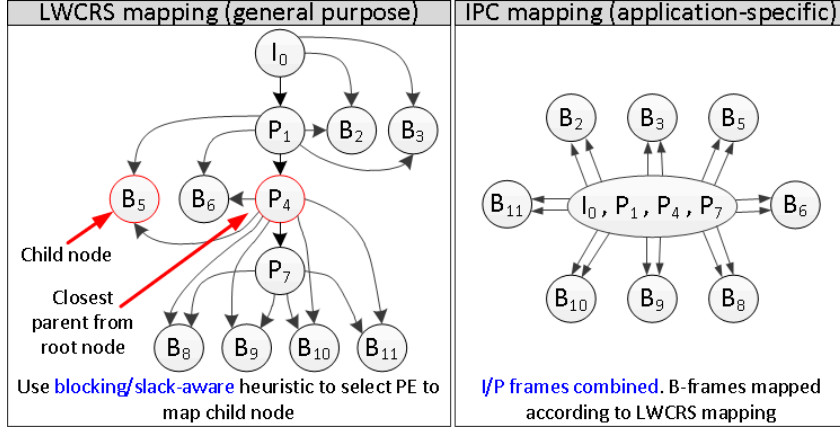 LWCRS mapping (general purpose)
I0
P1
B2
B3
B5
B6
P4
Child node
Closest
parent from
root node
P7
B8
B9
B10
B11
Use blocking/slack-aware heuristic to select PE to
map child node
IPC mapping (application-specific)
B2
B3
B5
B11
I0 , P1 , P4 , P7
B6
B10
B9
B8
I/P frames combined. B-frames mapped
according to LWCRS mapping